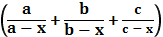 (a/(a − x) + b/(b − x) + c/(c − x))